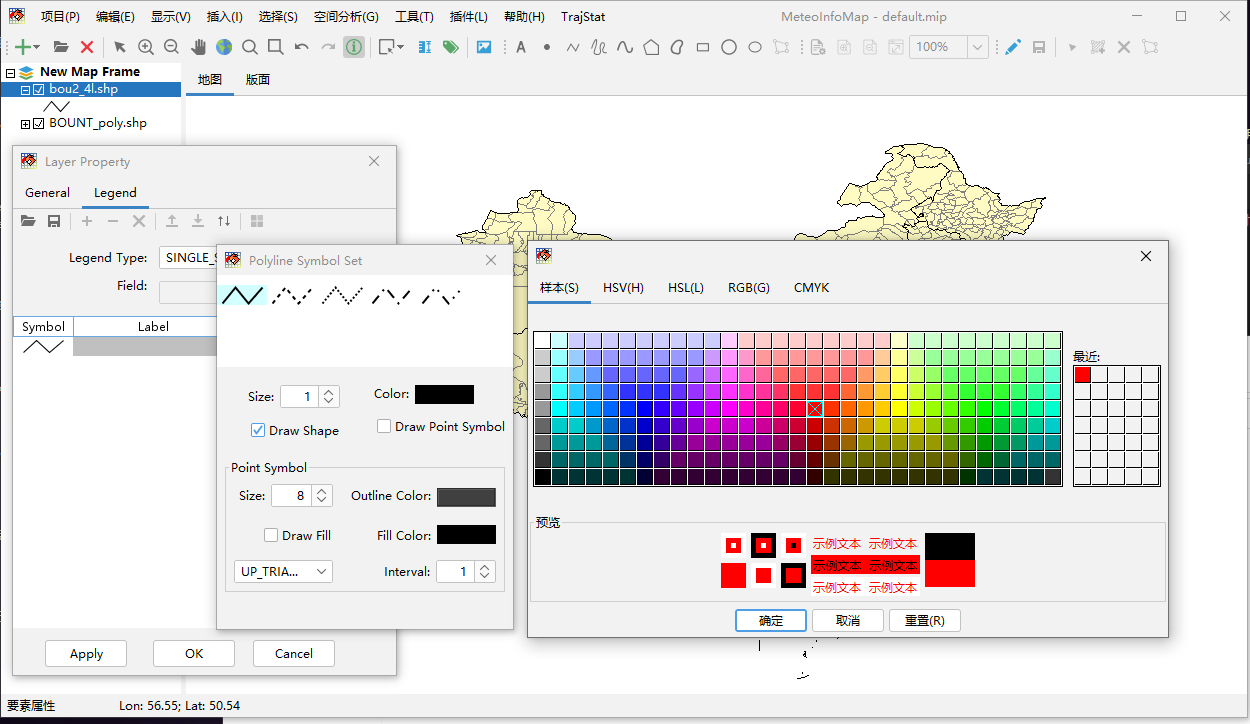 项目(P) 编辑(E) 显示(V) 插入(I) 选择(S) 空间分析(G) 工具(T) 插件(L) 帮助(H) TrajStat MeteoInfoMap - default.mip
A 100%
New Map Frame
bou2_4l.shp
BOUNT_poly.shp
地图 版面
Layer Property
General Legend
Legend Type: SINGLE_S
Field:
Symbol Label
Apply OK Cancel
Polyline Symbol Set
Size: 1 Color:
Draw Shape Draw Point Symbol
Point Symbol
Size: 8 Outline Color:
Draw Fill Fill Color:
UP_TRIA... Interval: 1
样本(S) HSV(H) HSL(L) RGB(G) CMYK
最近:
预览
示例文本 示例文本
示例文本 示例文本
示例文本 示例文本
确定 取消 重置(R)
要素属性 Lon: 56.55; Lat: 50.54